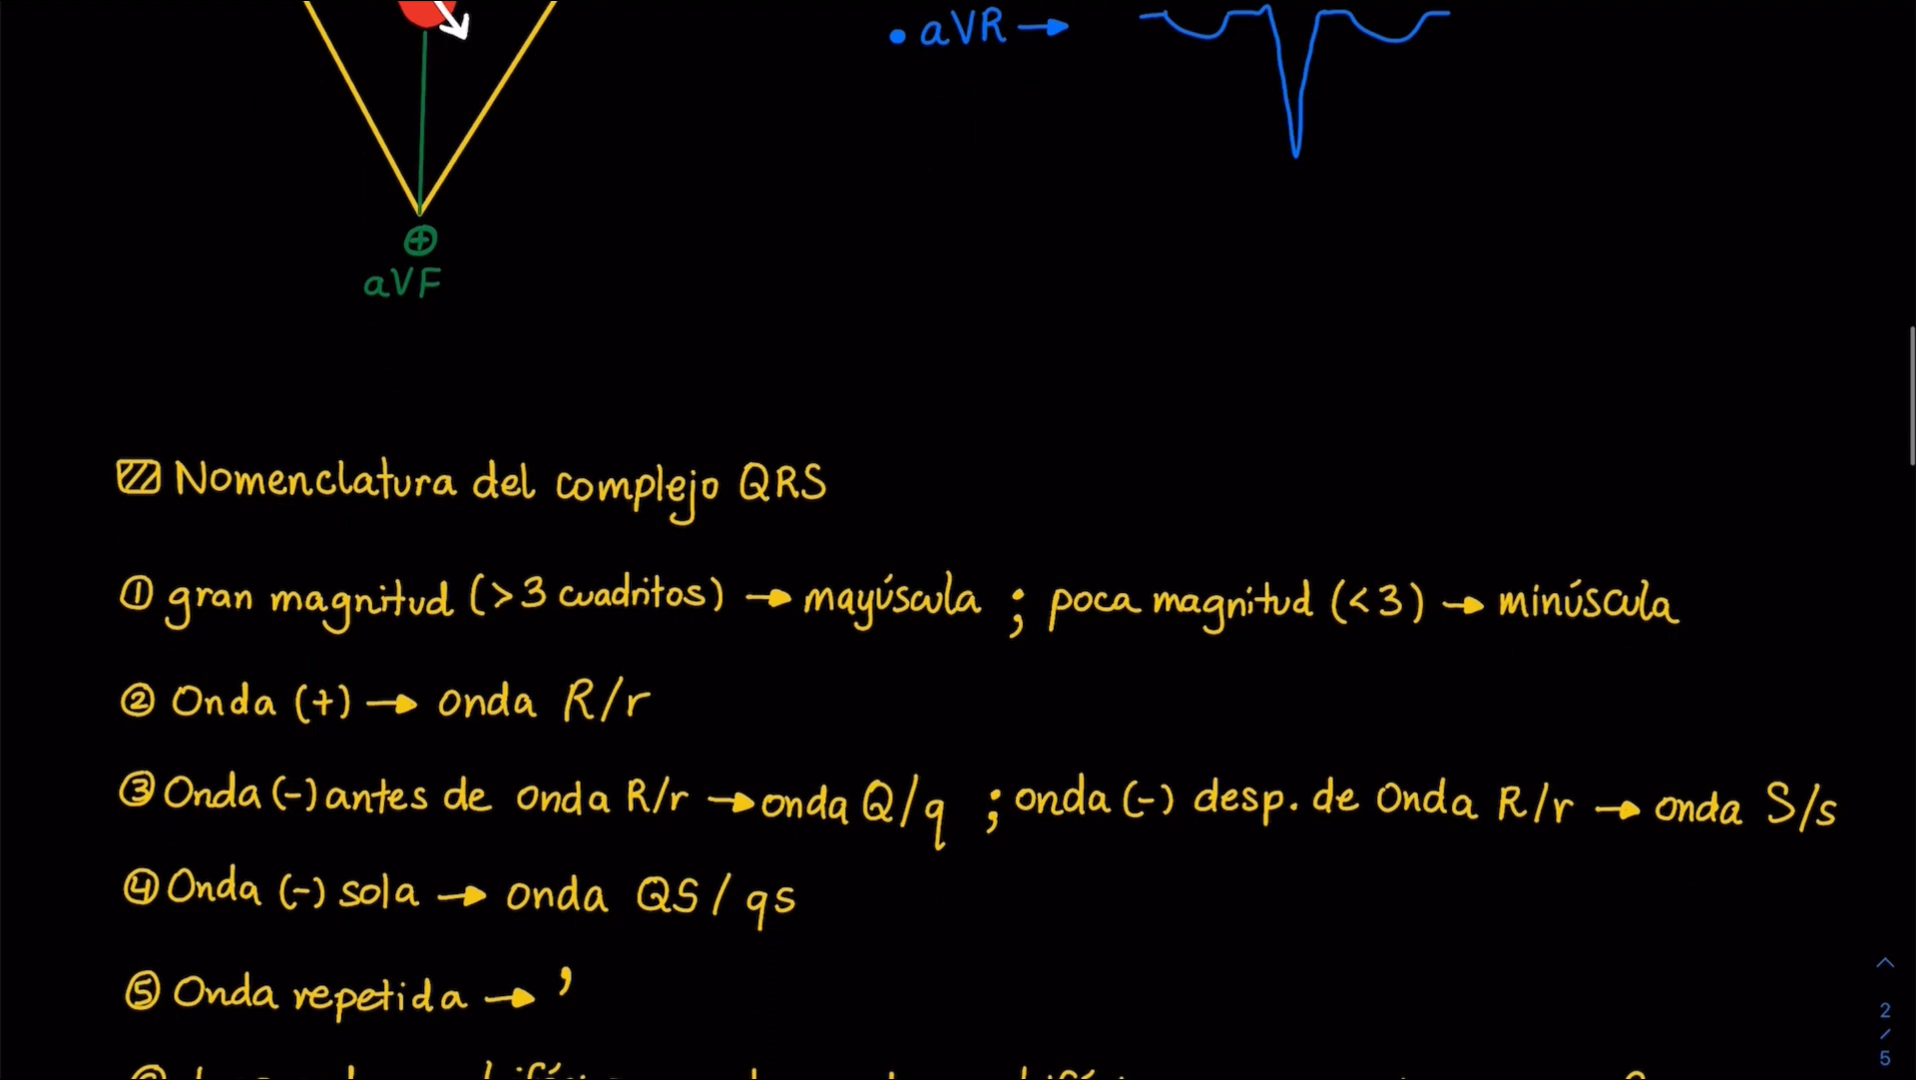 • aVR →
⊕
aVF
Nomenclatura del complejo QRS
① gran magnitud (>3 cuadritos) → mayúscula ; poca magnitud (<3) → minúscula
② Onda (+) → onda R/r
③ Onda (-) antes de onda R/r → onda Q/q ; onda (-) desp. de Onda R/r → onda S/s
④ Onda (-) sola → onda QS / qs
⑤ Onda repetida → ’
2
/
5